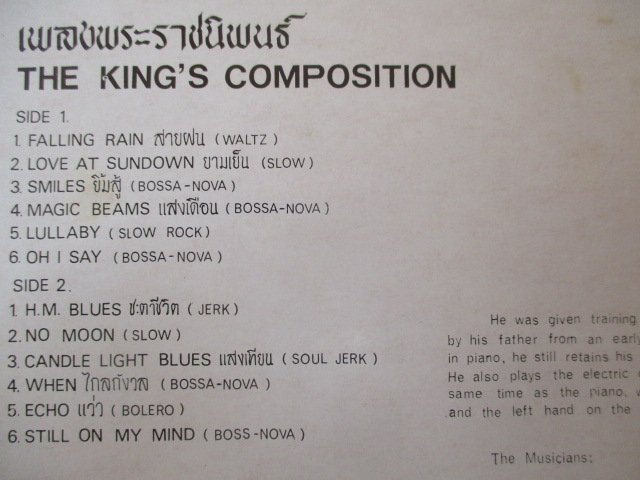 เพลงพระราชนิพนธ์
THE KING'S COMPOSITION
SIDE 1.
1. FALLING RAIN สายฝน (WALTZ)
2. LOVE AT SUNDOWN ยามเย็น (SLOW)
3. SMILES ยิ้มสู้ (BOSSA-NOVA)
4. MAGIC BEAMS แสงเดือน (BOSSA-NOVA)
5. LULLABY (SLOW ROCK)
6. OH I SAY (BOSSA-NOVA)
SIDE 2.
1. H.M. BLUES ชะตาชีวิต (JERK)
2. NO MOON (SLOW)
3. CANDLE LIGHT BLUES แสงเทียน (SOUL JERK)
4. WHEN ไกลกังวล (BOSSA-NOVA)
5. ECHO แว่ว (BOLERO)
6. STILL ON MY MIND (BOSS-NOVA)
He was given training
by his father from an early
in piano, he still retains his
He also plays the electric
same time as the piano,
and the left hand on the
The Musicians: